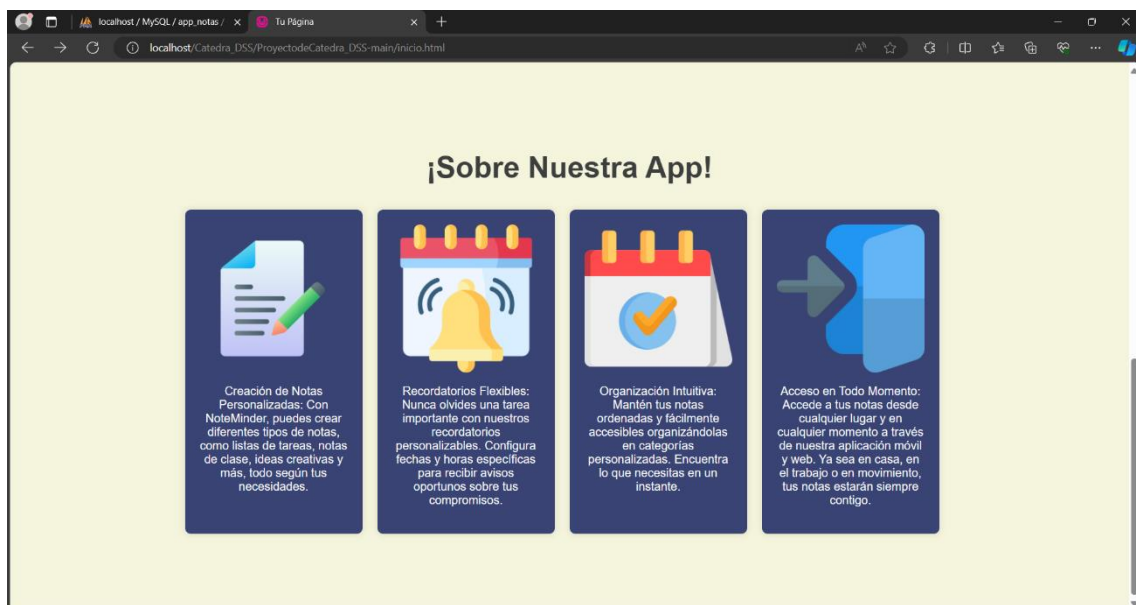 localhost / MySQL / app_notas /
Tu Página
localhost/Catedra_DSS/ProyectodeCatedra_DSS-main/inicio.html
¡Sobre Nuestra App!
Creación de Notas
Personalizadas: Con
NoteMinder, puedes crear
diferentes tipos de notas,
como listas de tareas, notas
de clase, ideas creativas y
más, todo según tus
necesidades.
Recordatorios Flexibles:
Nunca olvides una tarea
importante con nuestros
recordatorios
personalizables. Configura
fechas y horas específicas
para recibir avisos
oportunos sobre tus
compromisos.
Organización Intuitiva:
Mantén tus notas
ordenadas y fácilmente
accesibles organizándolas
en categorías
personalizadas. Encuentra
lo que necesitas en un
instante.
Acceso en Todo Momento:
Accede a tus notas desde
cualquier lugar y en
cualquier momento a través
de nuestra aplicación móvil
y web. Ya sea en casa, en
el trabajo o en movimiento,
tus notas estarán siempre
contigo.